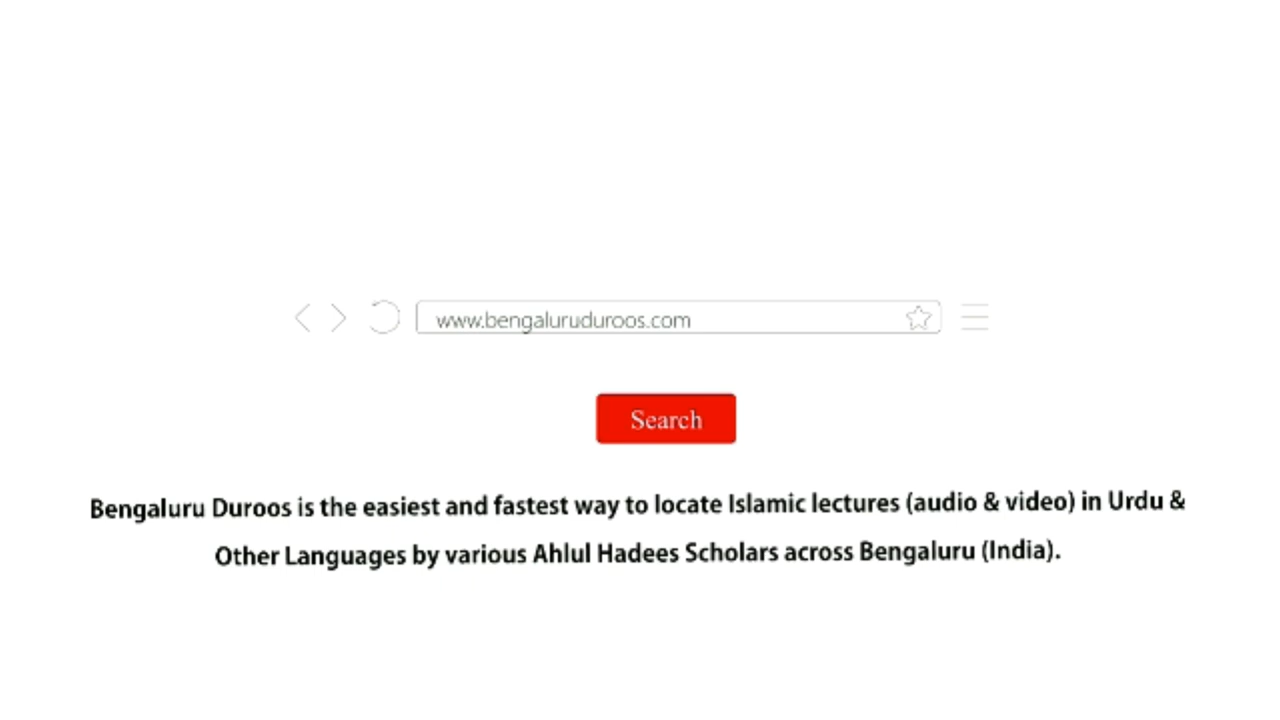 www.bengaluruduroos.com
Search
Bengaluru Duroos is the easiest and fastest way to locate Islamic lectures (audio & video) in Urdu &
Other Languages by various Ahlul Hadees Scholars across Bengaluru (India).